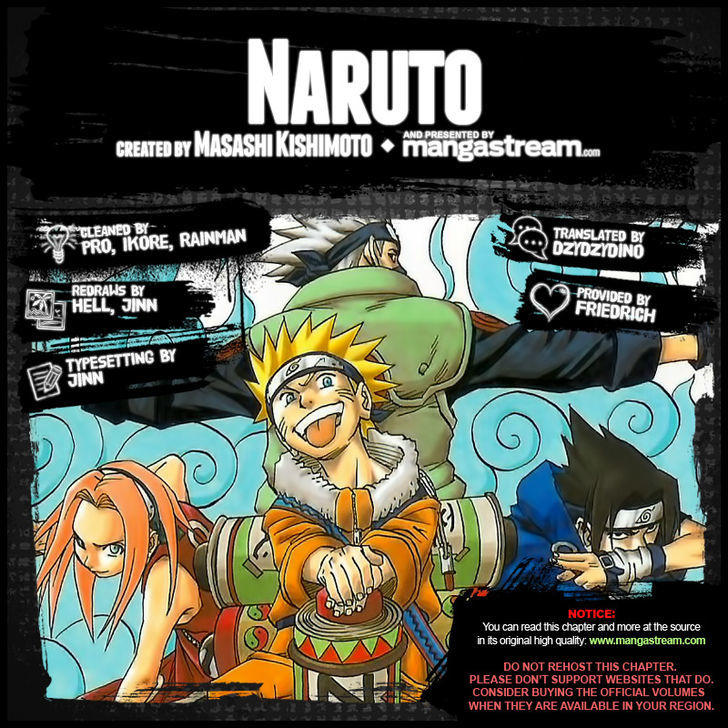 NARUTO
CREATED BY MASASHI KISHIMOTO ◆ AND PRESENTED BY mangastream.com
CLEANED BY
PRO, IKORE, RAINMAN
REDRAWS BY
HELL, JINN
TYPESETTING BY
JINN
TRANSLATED BY
DZYDZYDINO
PROVIDED BY
FRIEDRICH
NOTICE:
You can read this chapter and more at the source
in its original high quality: www.mangastream.com
DO NOT REHOST THIS CHAPTER.
PLEASE DON'T SUPPORT WEBSITES THAT DO.
CONSIDER BUYING THE OFFICIAL VOLUMES
WHEN THEY ARE AVAILABLE IN YOUR REGION.